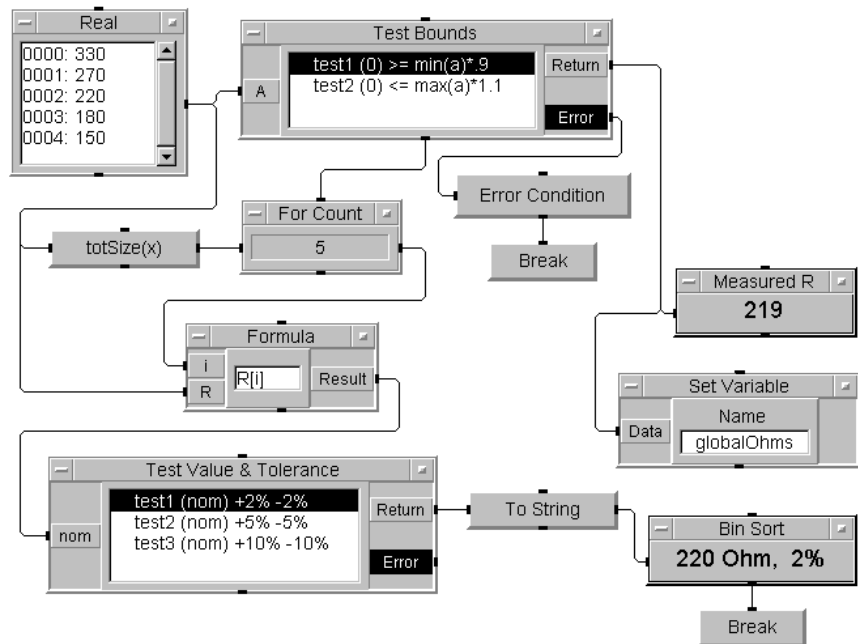 Real
0000: 330
0001: 270
0002: 220
0003: 180
0004: 150
Test Bounds
A
test1 (0) >= min(a)*.9
test2 (0) <= max(a)*1.1
Return
Error
Error Condition
Break
For Count
5
totSize(x)
Measured R
219
Formula
i
R
R[i]
Result
Set Variable
Data
Name
globalOhms
Test Value & Tolerance
nom
test1 (nom) +2% -2%
test2 (nom) +5% -5%
test3 (nom) +10% -10%
Return
Error
To String
Bin Sort
220 Ohm, 2%
Break